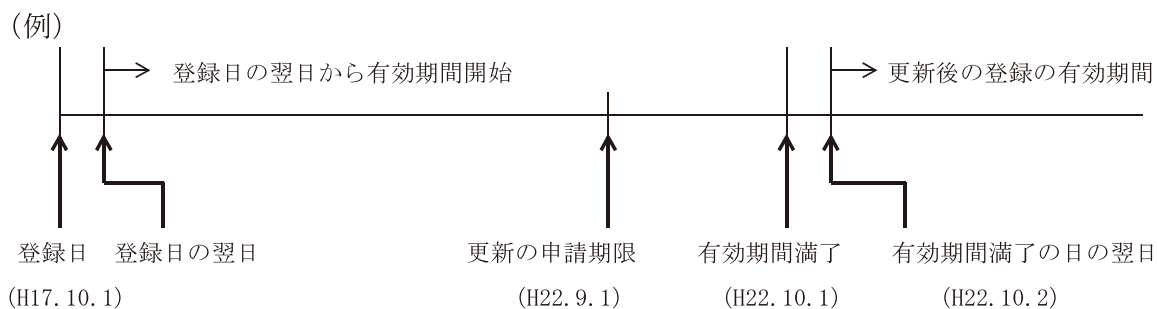 (例)
登録日の翌日から有効期間開始
更新後の登録の有効期間
登録日 登録日の翌日 更新の申請期限 有効期間満了 有効期間満了の日の翌日
(H17.10.1) (H22.9.1) (H22.10.1) (H22.10.2)